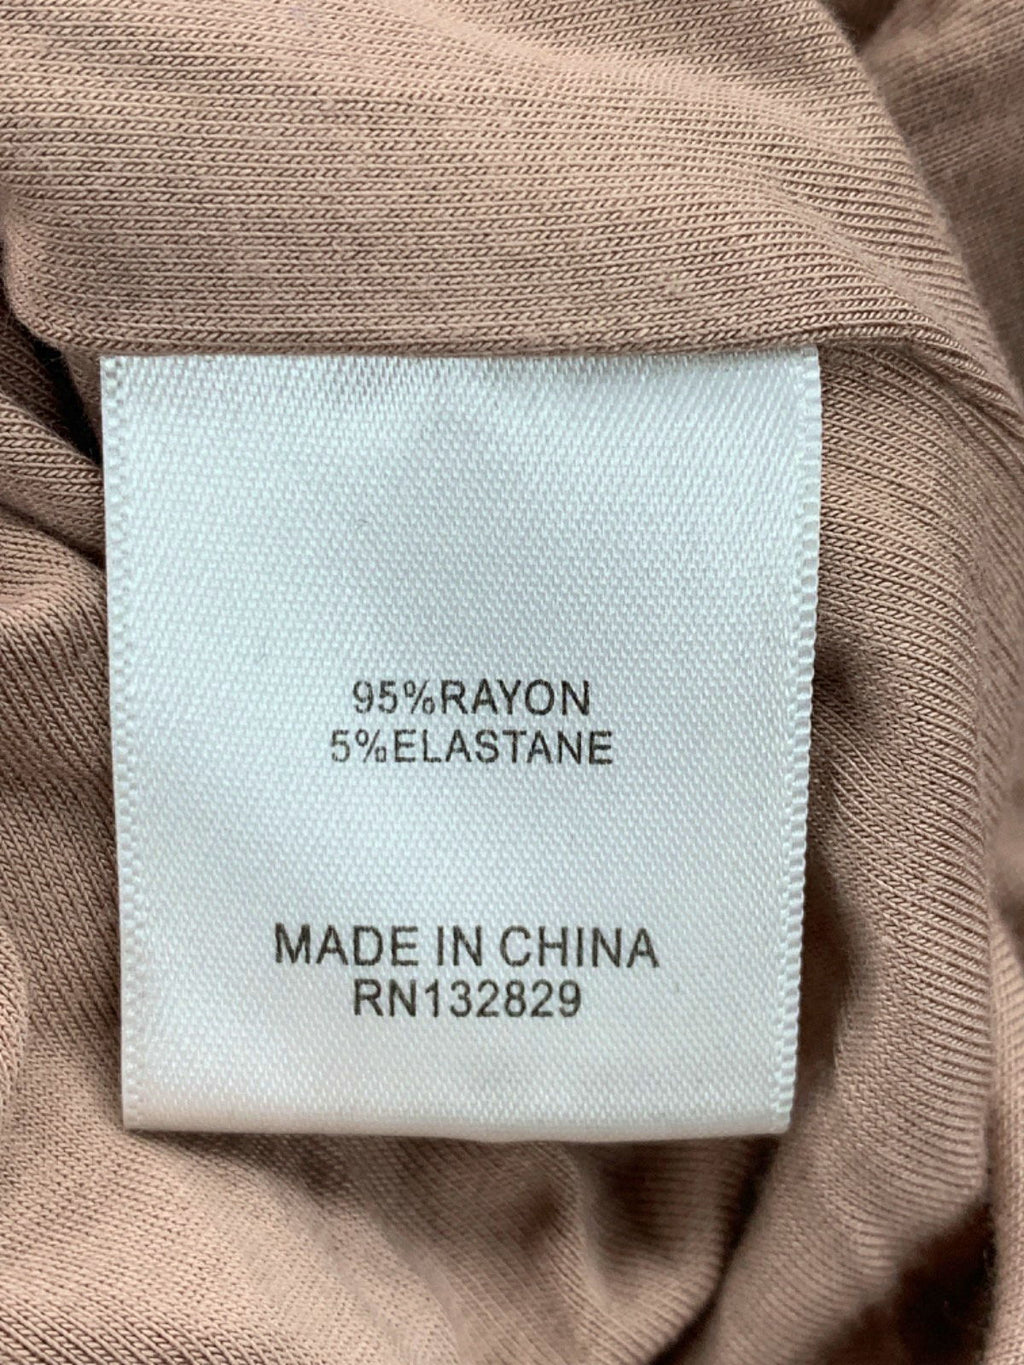 95%RAYON
5%ELASTANE
MADE IN CHINA
RN132829